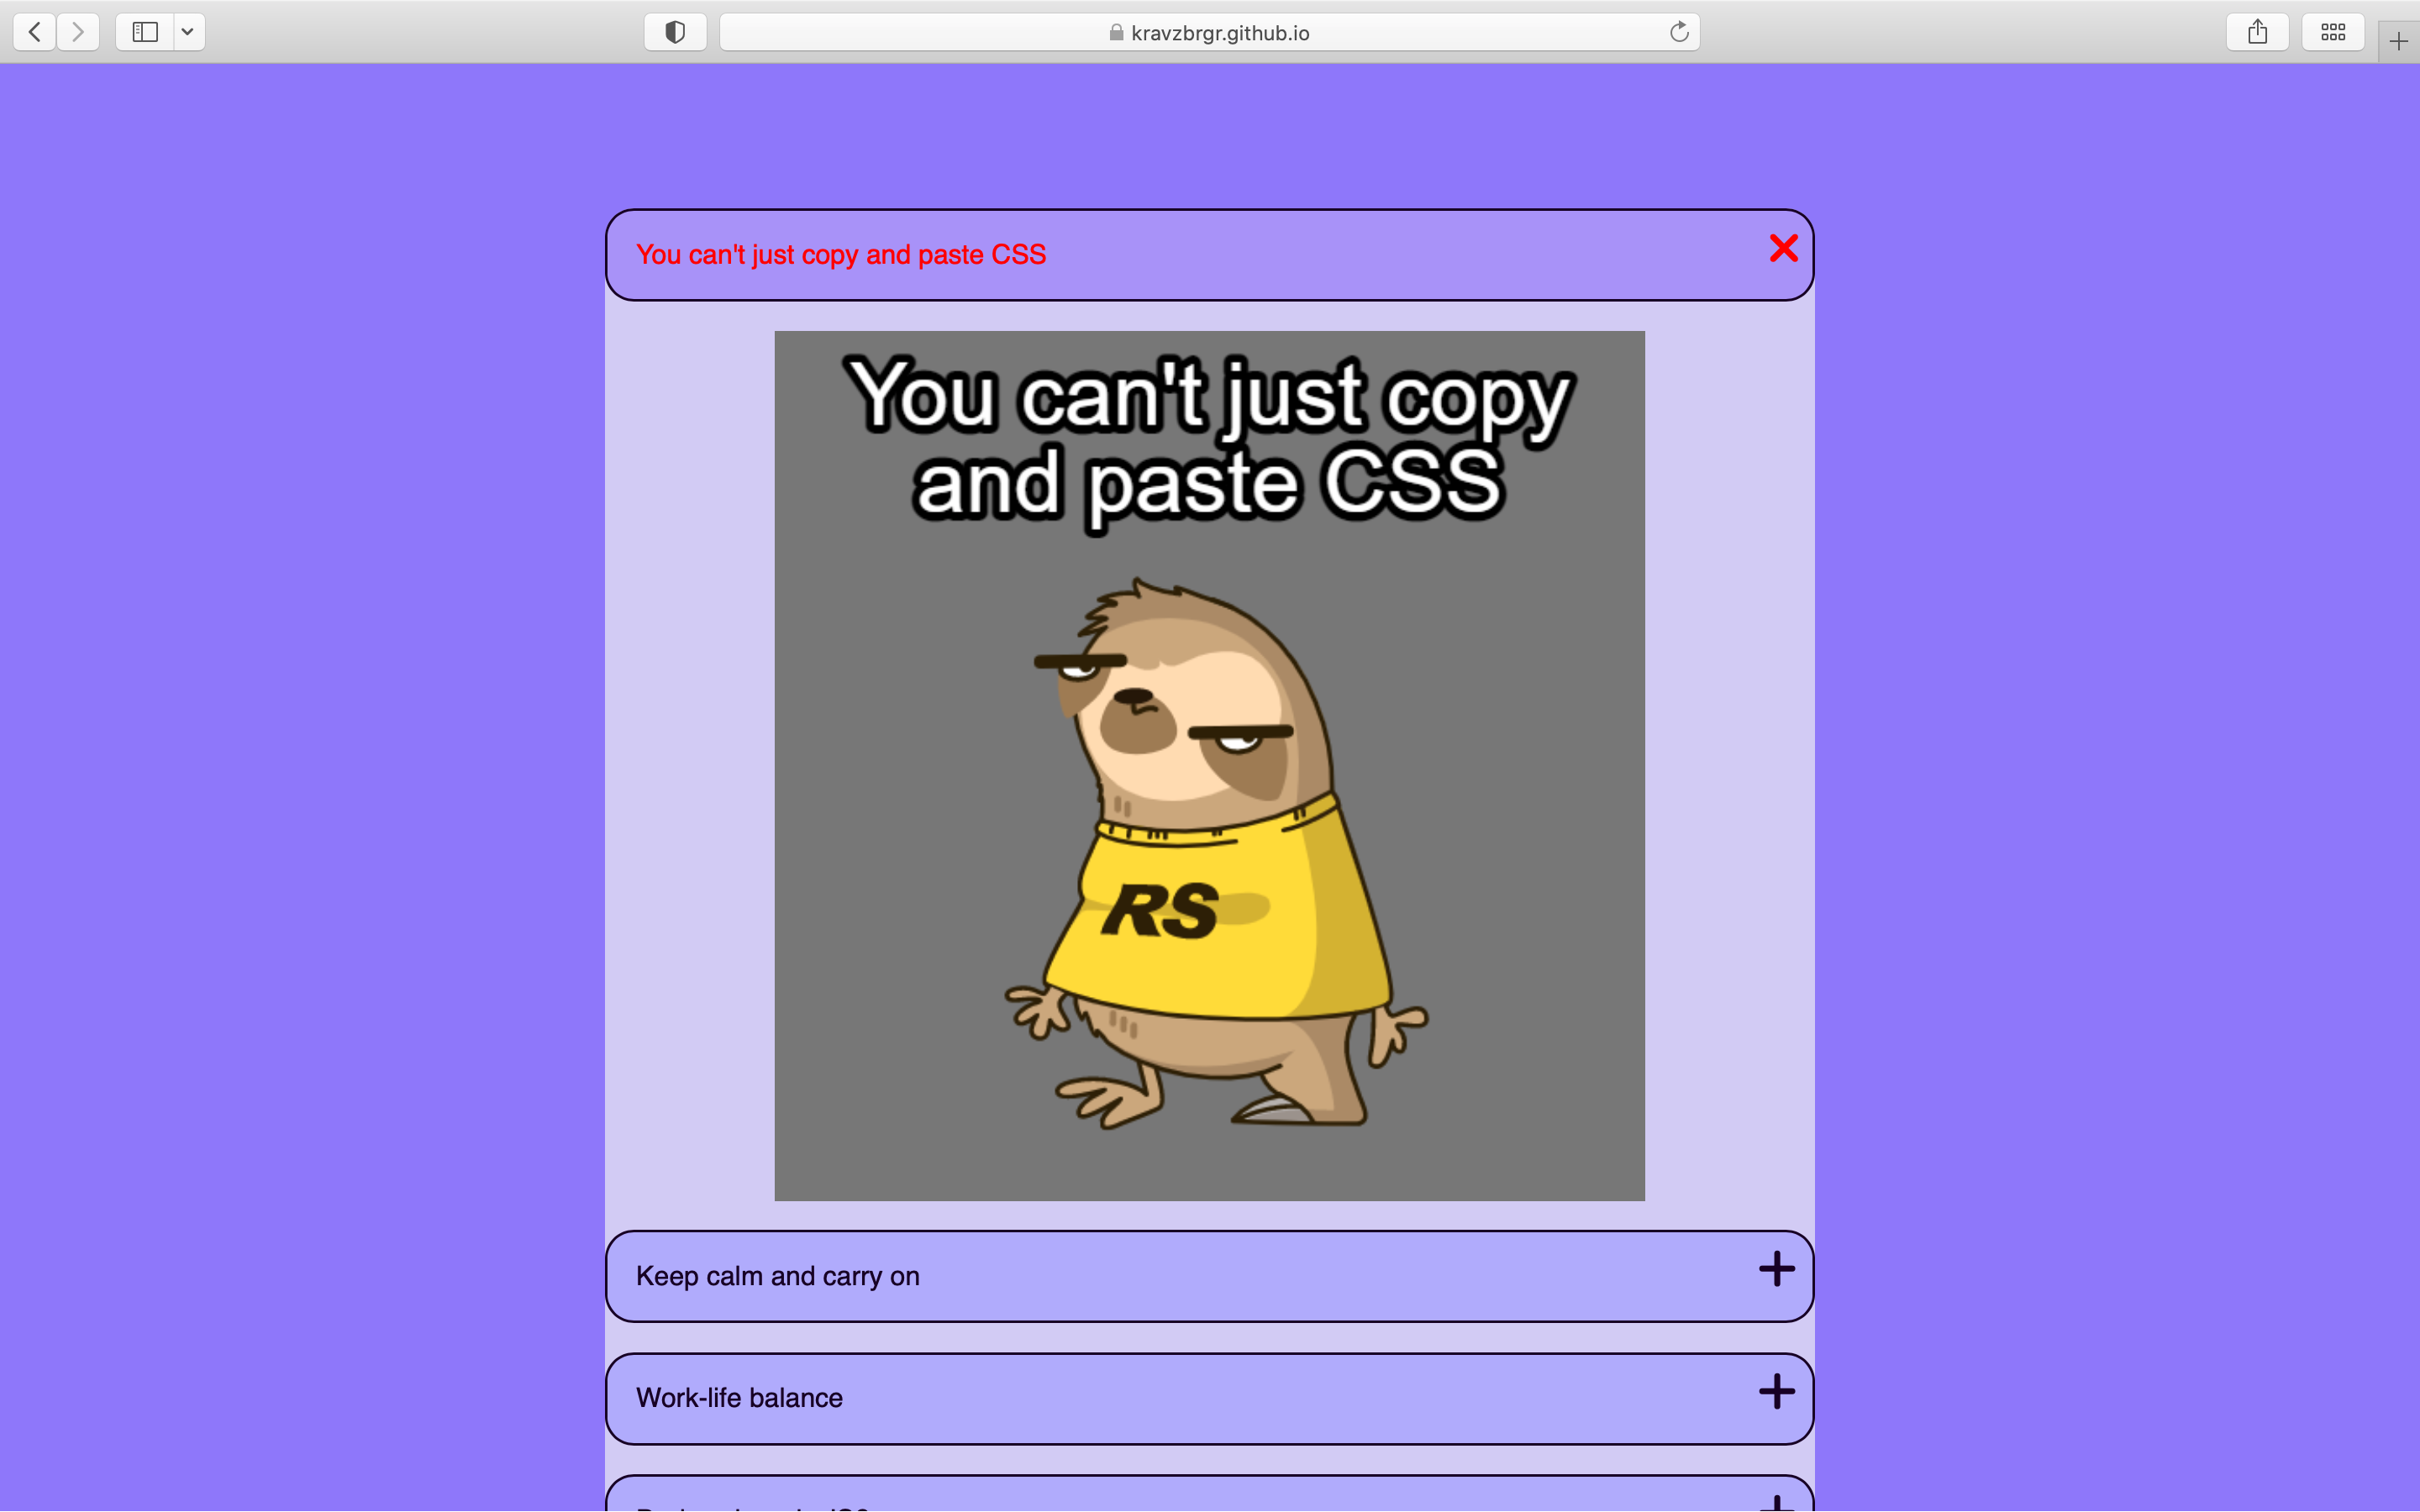 kravzbrgr.github.io
You can't just copy and paste CSS
You can't just copy
and paste CSS
RS
Keep calm and carry on
Work-life balance